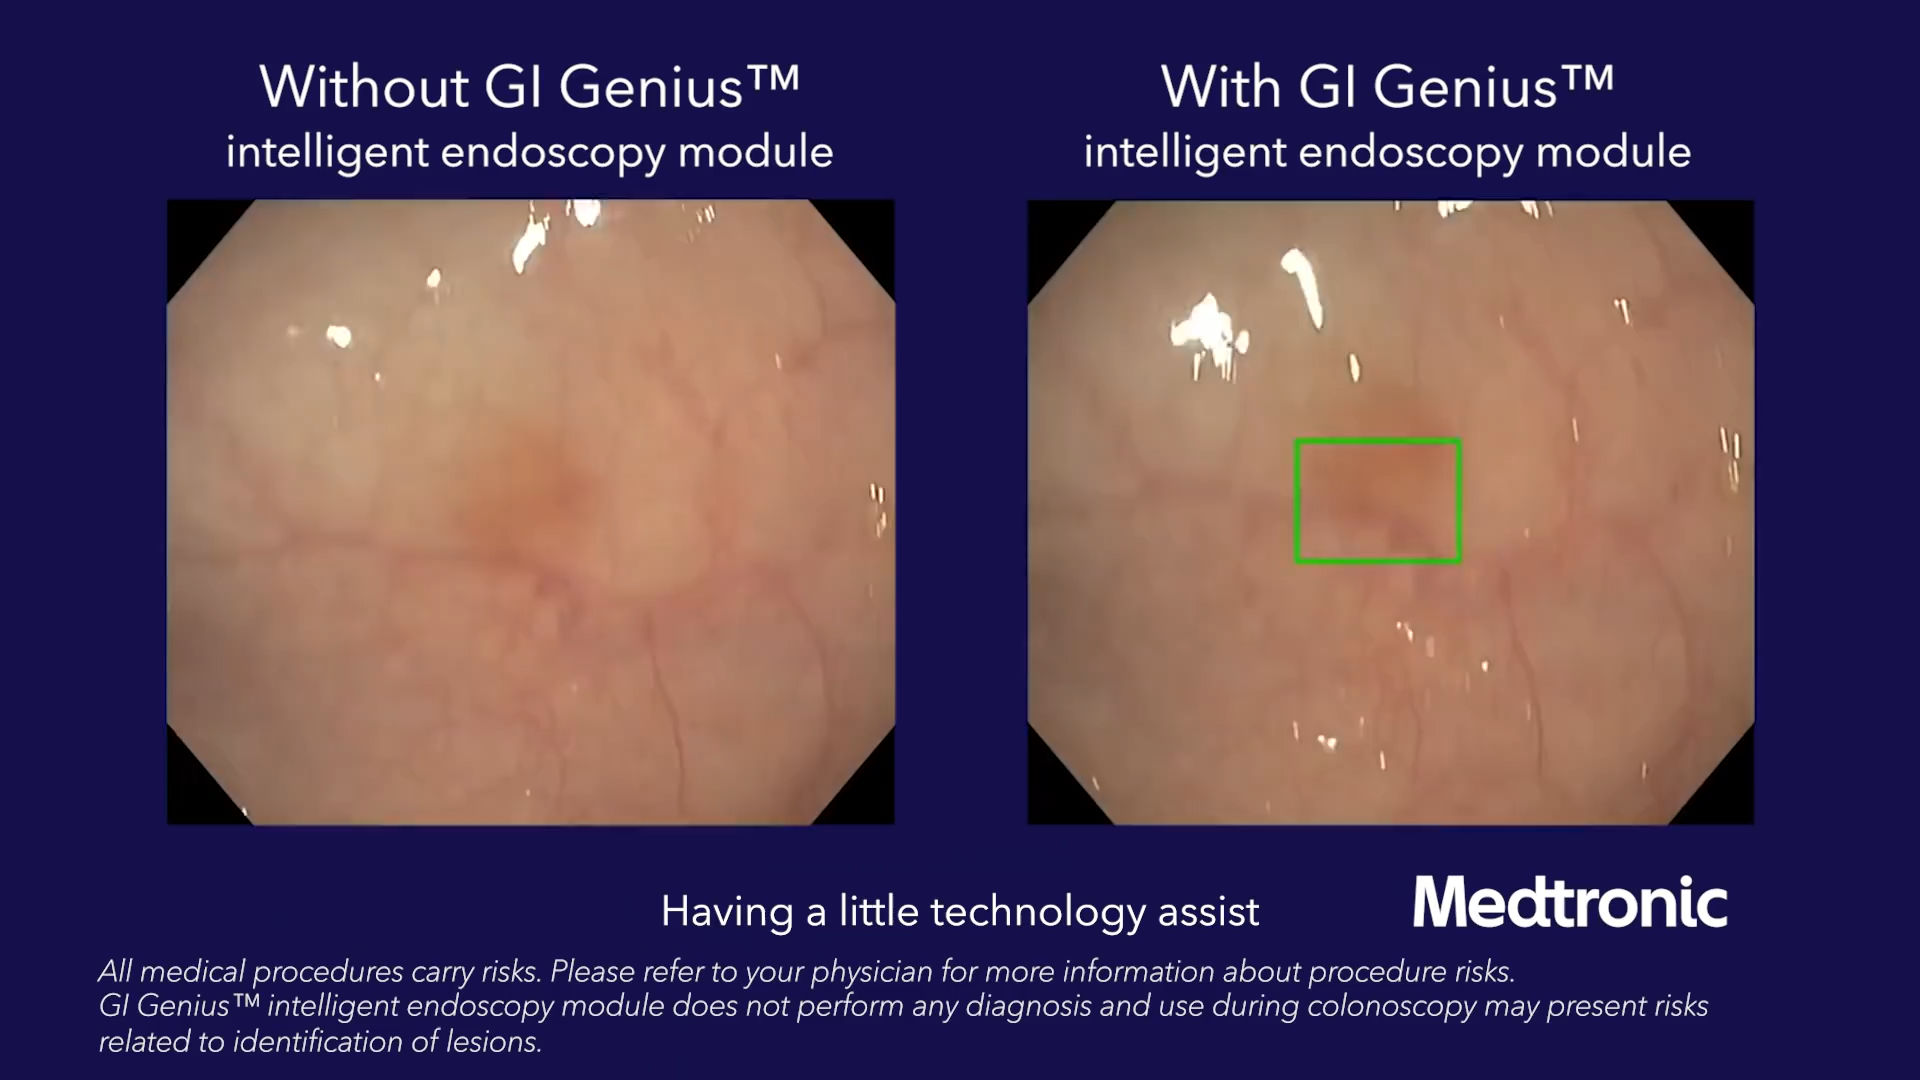 Without GI Genius™
intelligent endoscopy module
With GI Genius™
intelligent endoscopy module
Having a little technology assist
Medtronic
All medical procedures carry risks. Please refer to your physician for more information about procedure risks.
GI Genius™ intelligent endoscopy module does not perform any diagnosis and use during colonoscopy may present risks
related to identification of lesions.